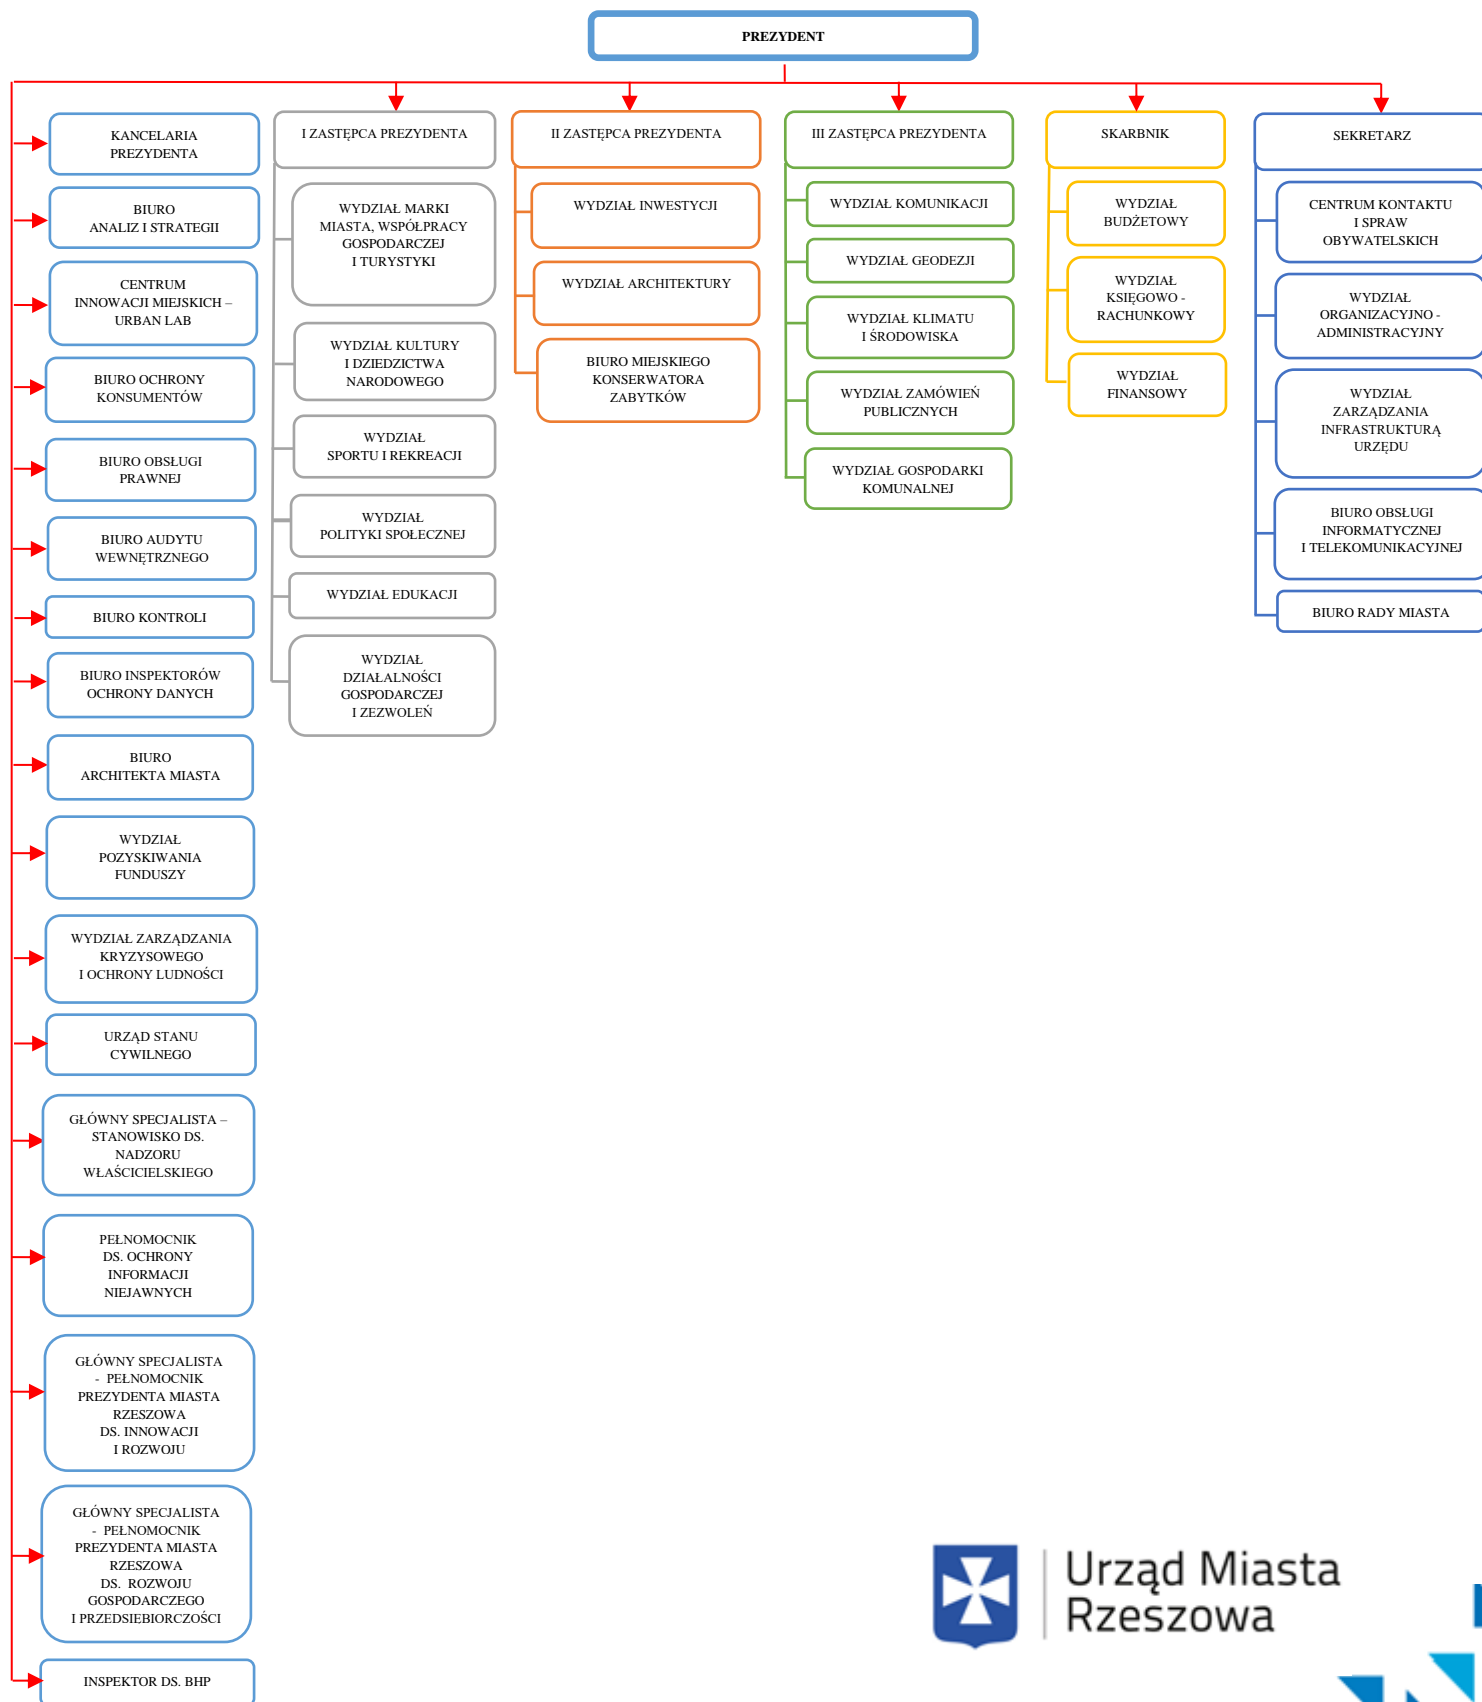 PREZYDENT
KANCELARIA
PREZYDENTA
BIURO
ANALIZ I STRATEGII
CENTRUM
INNOWACJI MIEJSKICH –
URBAN LAB
BIURO OCHRONY
KONSUMENTÓW
BIURO OBSŁUGI
PRAWNEJ
BIURO AUDYTU
WEWNĘTRZNEGO
BIURO KONTROLI
BIURO INSPEKTORÓW
OCHRONY DANYCH
BIURO
ARCHITEKTA MIASTA
WYDZIAŁ
POZYSKIWANIA
FUNDUSZY
WYDZIAŁ ZARZĄDZANIA
KRYZYSOWEGO
I OCHRONY LUDNOŚCI
URZĄD STANU
CYWILNEGO
GŁÓWNY SPECJALISTA –
STANOWISKO DS.
NADZORU
WŁAŚCICIELSKIEGO
PEŁNOMOCNIK
DS. OCHRONY
INFORMACJI
NIEJAWNYCH
GŁÓWNY SPECJALISTA
- PEŁNOMOCNIK
PREZYDENTA MIASTA
RZESZOWA
DS. INNOWACJI
I ROZWOJU
GŁÓWNY SPECJALISTA
- PEŁNOMOCNIK
PREZYDENTA MIASTA
RZESZOWA
DS. ROZWOJU
GOSPODARCZEGO
I PRZEDSIĘBIORCZOŚCI
INSPEKTOR DS. BHP
I ZASTĘPCA PREZYDENTA
WYDZIAŁ MARKI
MIASTA, WSPÓŁPRACY
GOSPODARCZEJ
I TURYSTYKI
WYDZIAŁ KULTURY
I DZIEDZICTWA
NARODOWEGO
WYDZIAŁ
SPORTU I REKREACJI
WYDZIAŁ
POLITYKI SPOŁECZNEJ
WYDZIAŁ EDUKACJI
WYDZIAŁ
DZIAŁALNOŚCI
GOSPODARCZEJ
I ZEZWOLEŃ
II ZASTĘPCA PREZYDENTA
WYDZIAŁ INWESTYCJI
WYDZIAŁ ARCHITEKTURY
BIURO MIEJSKIEGO
KONSERWATORA
ZABYTKÓW
III ZASTĘPCA PREZYDENTA
WYDZIAŁ KOMUNIKACJI
WYDZIAŁ GEODEZJI
WYDZIAŁ KLIMATU
I ŚRODOWISKA
WYDZIAŁ ZAMÓWIEŃ
PUBLICZNYCH
WYDZIAŁ GOSPODARKI
KOMUNALNEJ
SKARBNIK
WYDZIAŁ
BUDŻETOWY
WYDZIAŁ
KSIĘGOWO -
RACHUNKOWY
WYDZIAŁ
FINANSOWY
SEKRETARZ
CENTRUM KONTAKTU
I SPRAW
OBYWATELSKICH
WYDZIAŁ
ORGANIZACYJNO -
ADMINISTRACYJNY
WYDZIAŁ
ZARZĄDZANIA
INFRASTRUKTURĄ
URZĘDU
BIURO OBSŁUGI
INFORMATYCZNEJ
I TELEKOMUNIKACYJNEJ
BIURO RADY MIASTA
Urząd Miasta
Rzeszowa